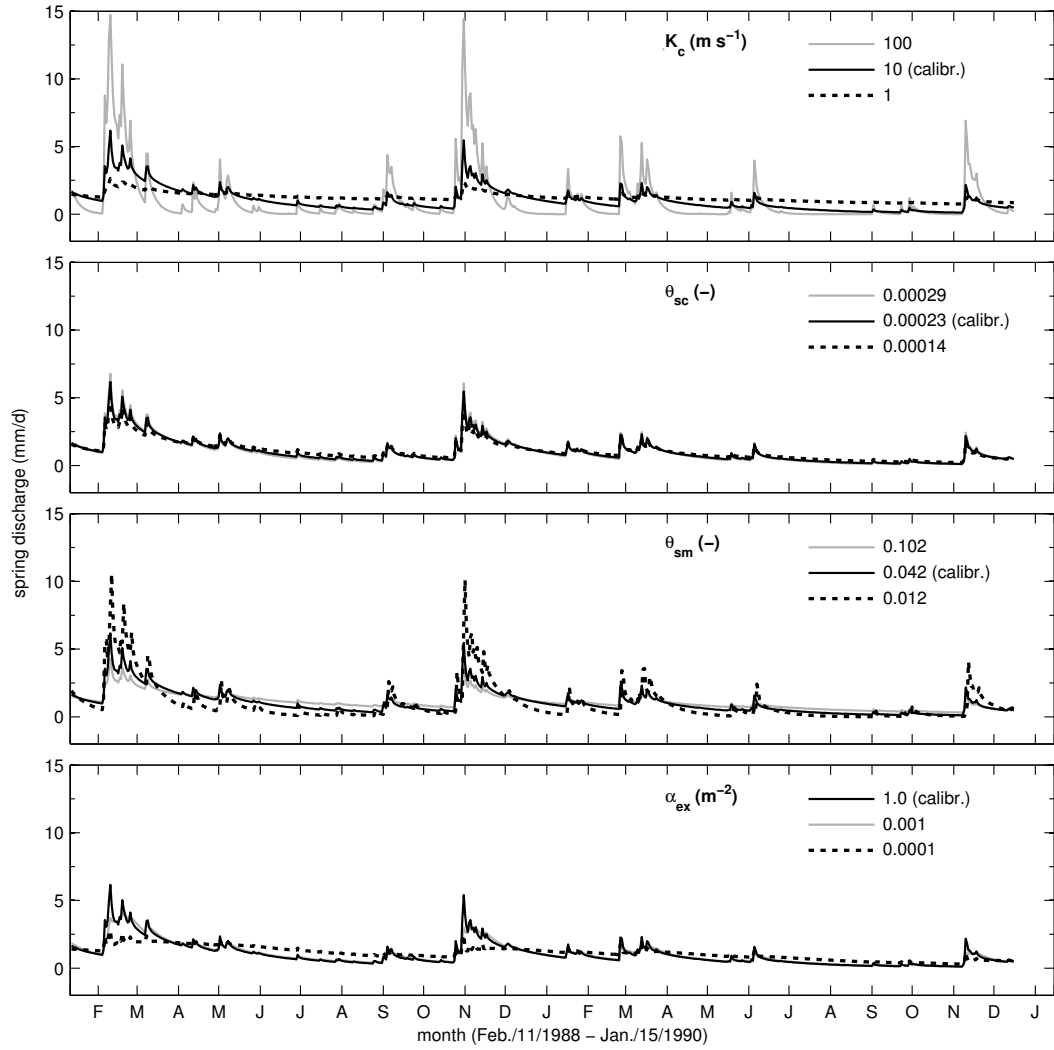 15
10
5
0
K_c (m s⁻¹)
100
10 (calibr.)
1
15
10
5
0
θ_sc (−)
0.00029
0.00023 (calibr.)
0.00014
spring discharge (mm/d)
15
10
5
0
θ_sm (−)
0.102
0.042 (calibr.)
0.012
15
10
5
0
α_ex (m⁻²)
1.0 (calibr.)
0.001
0.0001
F M A M J J A S O N D J F M A M J J A S O N D J
month (Feb./11/1988 − Jan./15/1990)